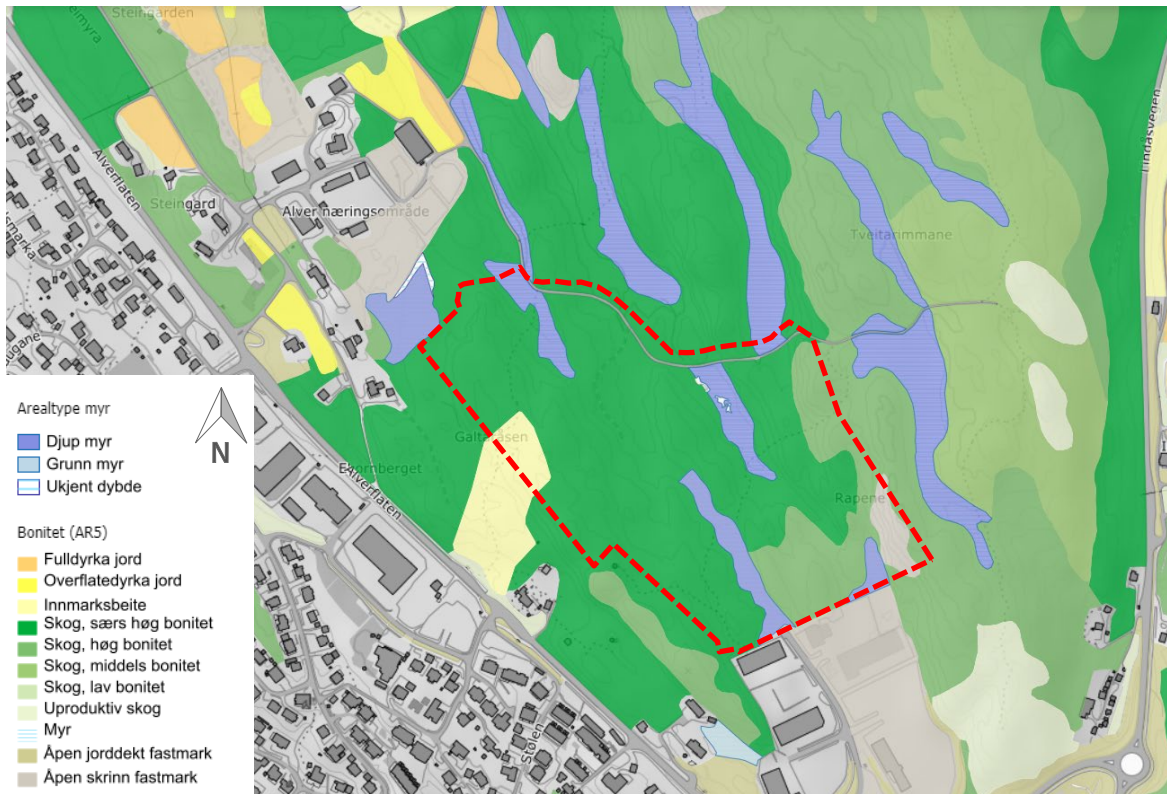 Steingarden
Alverflaten
Steingard
Alver næringsområde
Lindåsvegen
Tveitarimmane
Galteråsen
Rapene
Alverflaten
Stølen
Arealtype myr
Djup myr
Grunn myr
Ukjent dybde
N
Bonitet (AR5)
Fulldyrka jord
Overflatedyrka jord
Innmarksbeite
Skog, særs høg bonitet
Skog, høg bonitet
Skog, middels bonitet
Skog, lav bonitet
Uproduktiv skog
Myr
Åpen jorddekt fastmark
Åpen skrinn fastmark